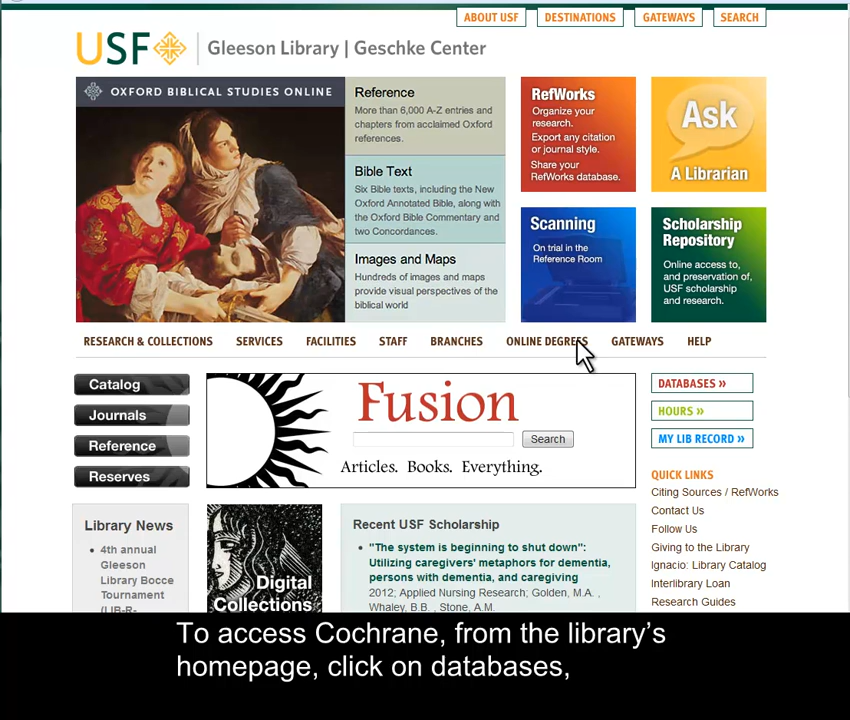 ABOUT USF
DESTINATIONS
GATEWAYS
SEARCH
USF
Gleeson Library | Geschke Center
OXFORD BIBLICAL STUDIES ONLINE
Reference
More than 6,000 A-Z entries and
chapters from acclaimed Oxford
references.
Bible Text
Six Bible texts, including the New
Oxford Annotated Bible, along with
the Oxford Bible Commentary and
two Concordances.
Images and Maps
Hundreds of images and maps
provide visual perspectives of the
biblical world
RefWorks
Organize your
research.
Export any citation
or journal style.
Share your
RefWorks database.
Ask
A Librarian
Scanning
On trial in the
Reference Room
Scholarship
Repository
Online access to,
and preservation of,
USF scholarship
and research.
RESEARCH & COLLECTIONS
SERVICES
FACILITIES
STAFF
BRANCHES
ONLINE DEGREES
GATEWAYS
HELP
Catalog
Journals
Reference
Reserves
Fusion
Search
Articles. Books. Everything.
DATABASES »
HOURS »
MY LIB RECORD »
QUICK LINKS
Citing Sources / RefWorks
Contact Us
Follow Us
Giving to the Library
Ignacio: Library Catalog
Interlibrary Loan
Research Guides
Library News
• 4th annual
Gleeson
Library Bocce
Tournament
(LIB-R-
Digital
Collections
Recent USF Scholarship
• "The system is beginning to shut down":
Utilizing caregivers' metaphors for dementia,
persons with dementia, and caregiving
2012; Applied Nursing Research; Golden, M.A. ,
Whaley, B.B. , Stone, A.M.
To access Cochrane, from the library's
homepage, click on databases,